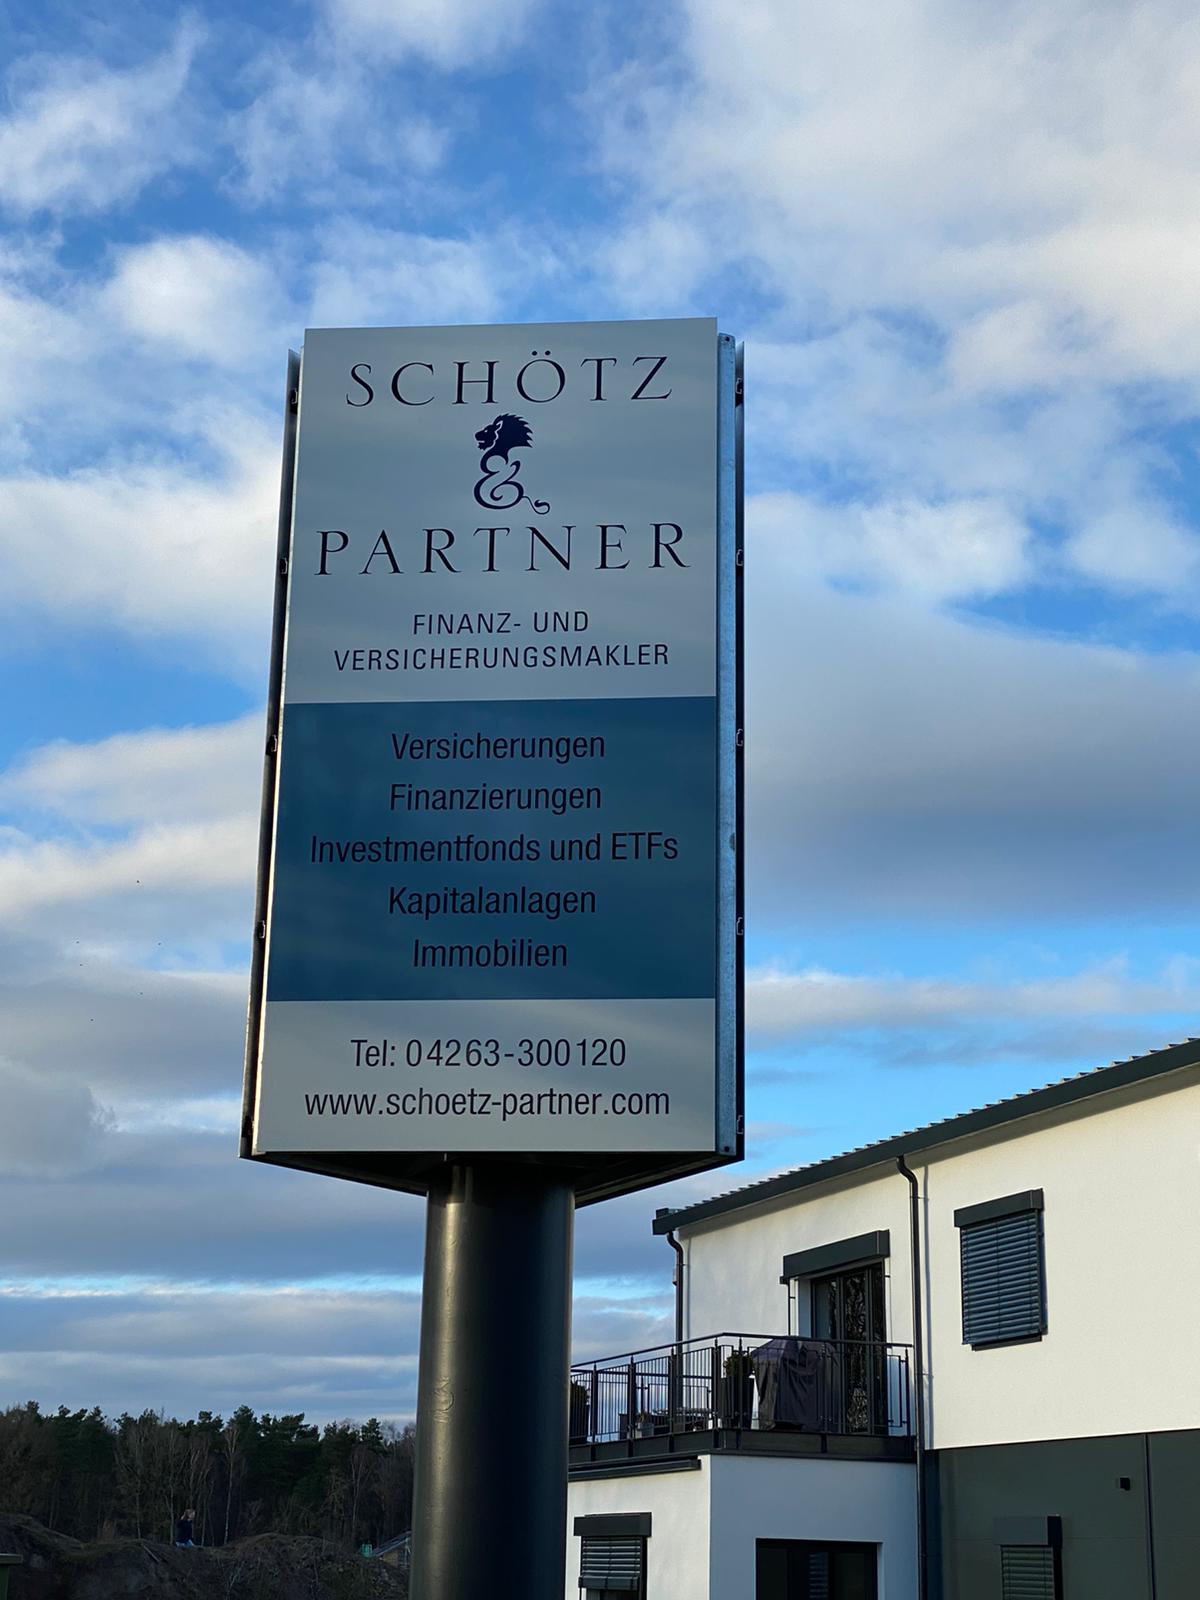 SCHÖTZ
&
PARTNER
FINANZ- UND
VERSICHERUNGSMAKLER
Versicherungen
Finanzierungen
Investmentfonds und ETFs
Kapitalanlagen
Immobilien
Tel: 04263-300120
www.schoetz-partner.com